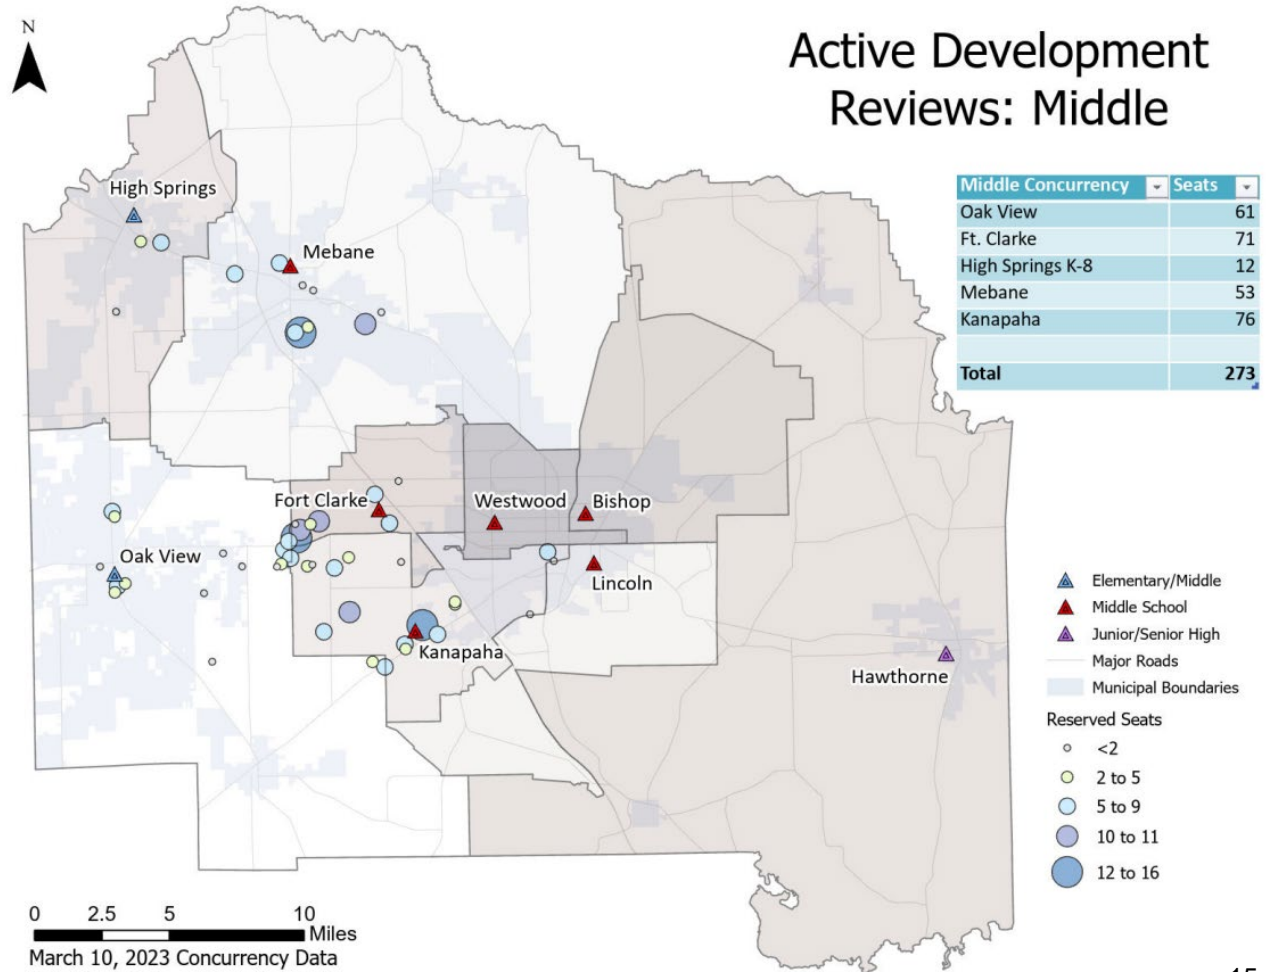 N
Active Development
Reviews: Middle
Middle Concurrency Seats
Oak View 61
Ft. Clarke 71
High Springs K-8 12
Mebane 53
Kanapaha 76
Total 273
High Springs
Mebane
Fort Clarke
Westwood
Bishop
Oak View
Lincoln
Kanapaha
Hawthorne
Elementary/Middle
Middle School
Junior/Senior High
Major Roads
Municipal Boundaries
Reserved Seats
<2
2 to 5
5 to 9
10 to 11
12 to 16
0 2.5 5 10
Miles
March 10, 2023 Concurrency Data